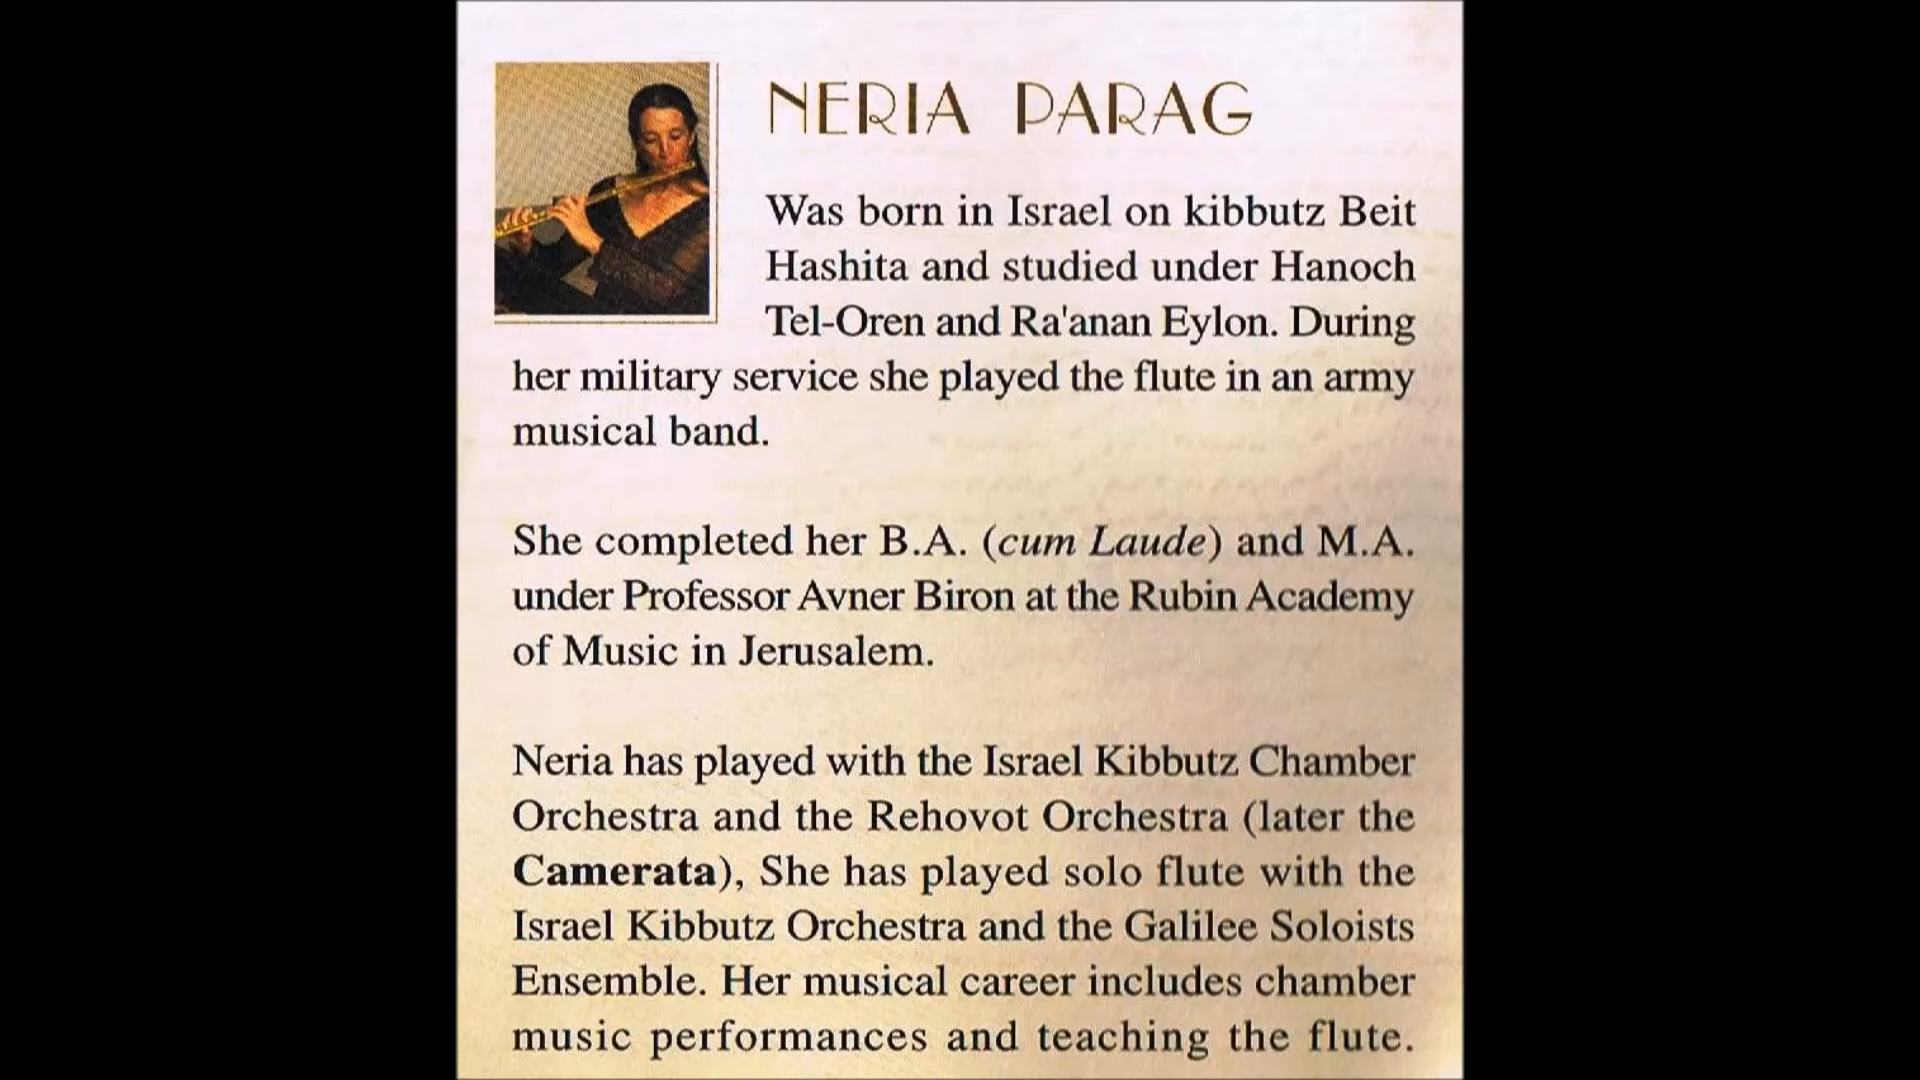 NERIA PARAG
Was born in Israel on kibbutz Beit
Hashita and studied under Hanoch
Tel-Oren and Ra'anan Eylon. During
her military service she played the flute in an army
musical band.
She completed her B.A. (cum Laude) and M.A.
under Professor Avner Biron at the Rubin Academy
of Music in Jerusalem.
Neria has played with the Israel Kibbutz Chamber
Orchestra and the Rehovot Orchestra (later the
Camerata), She has played solo flute with the
Israel Kibbutz Orchestra and the Galilee Soloists
Ensemble. Her musical career includes chamber
music performances and teaching the flute.